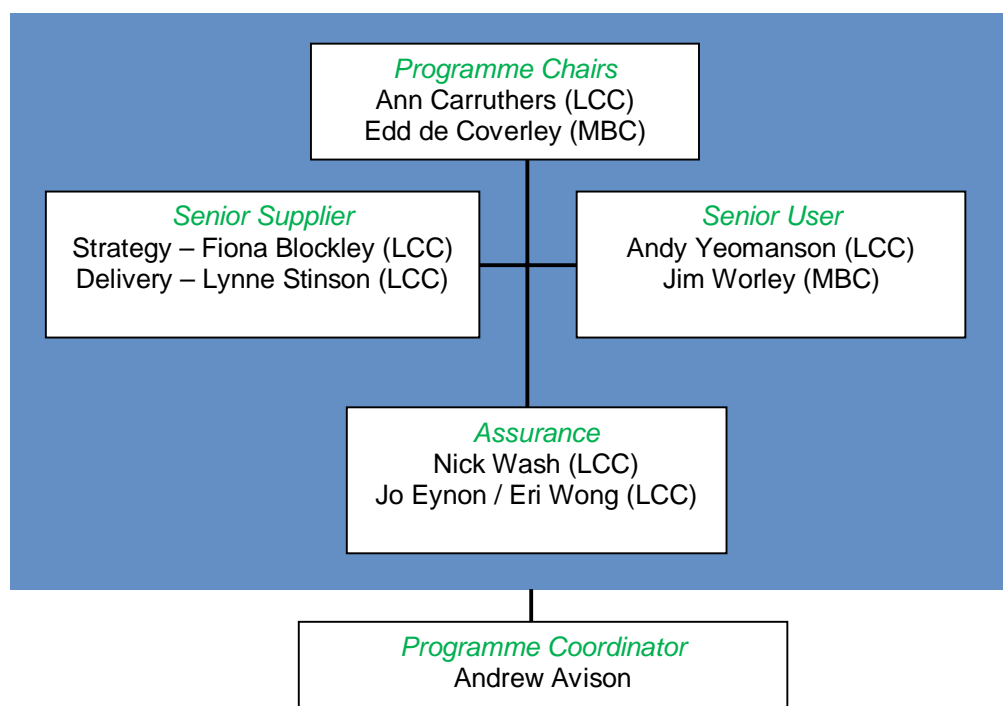 Programme Chairs
Ann Carruthers (LCC)
Edd de Coverley (MBC)
Senior Supplier
Strategy – Fiona Blockley (LCC)
Delivery – Lynne Stinson (LCC)
Senior User
Andy Yeomanson (LCC)
Jim Worley (MBC)
Assurance
Nick Wash (LCC)
Jo Eynon / Eri Wong (LCC)
Programme Coordinator
Andrew Avison